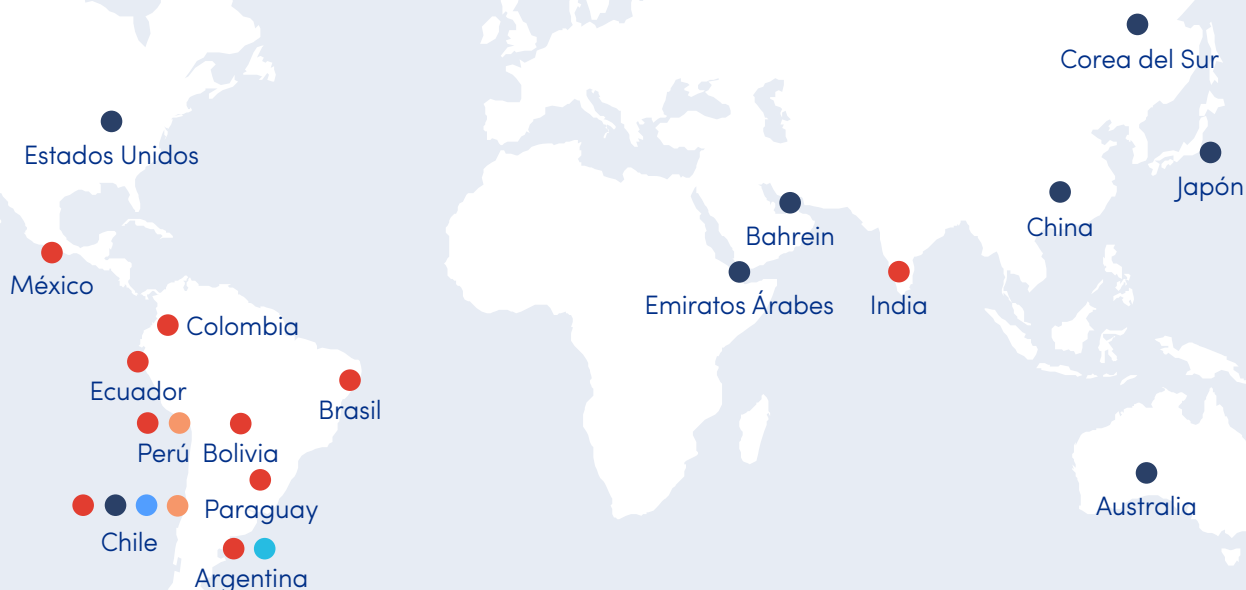 Corea del Sur
Estados Unidos
Japón
China
Bahrein
México
Emiratos Árabes
India
Colombia
Ecuador
Brasil
Perú
Bolivia
Paraguay
Australia
Chile
Argentina